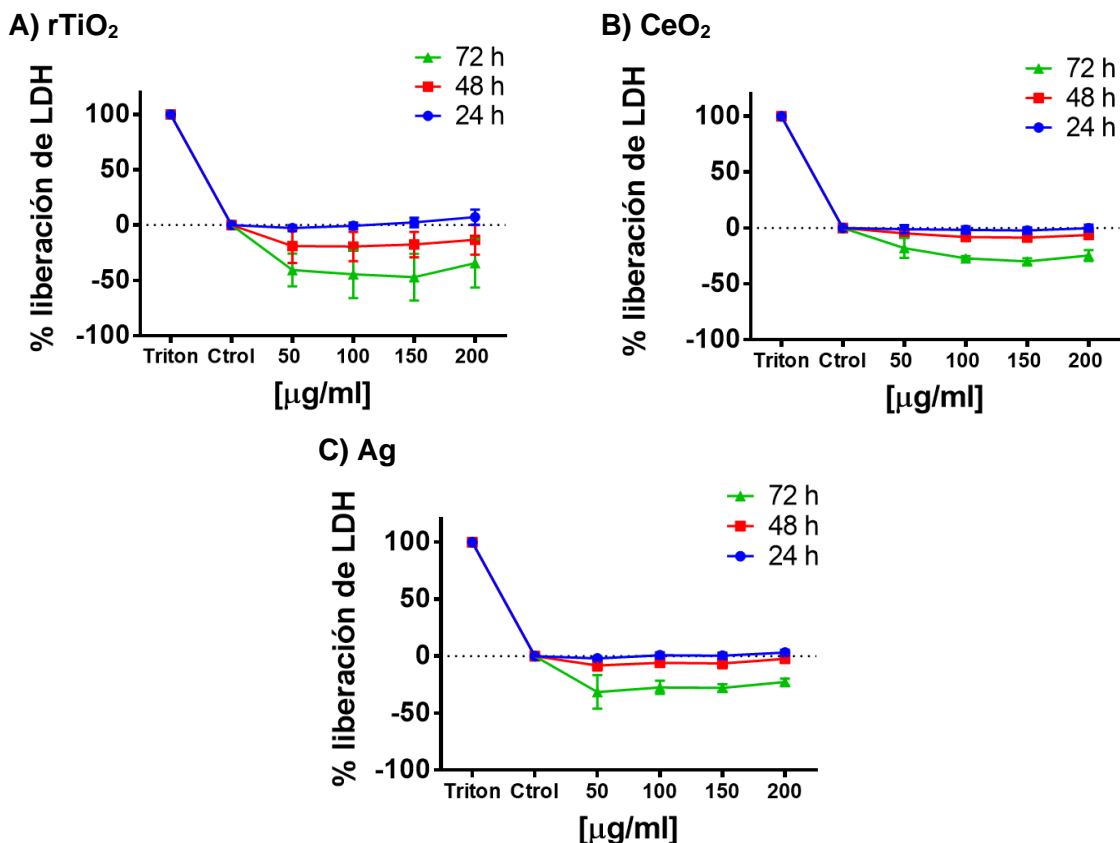 A) rTiO₂
72 h
48 h
24 h
% liberación de LDH
100
50
0
-50
-100
Triton Ctrol 50 100 150 200
[µg/ml]
B) CeO₂
72 h
48 h
24 h
% liberación de LDH
100
50
0
-50
-100
Triton Ctrol 50 100 150 200
[µg/ml]
C) Ag
72 h
48 h
24 h
% liberación de LDH
100
50
0
-50
-100
Triton Ctrol 50 100 150 200
[µg/ml]